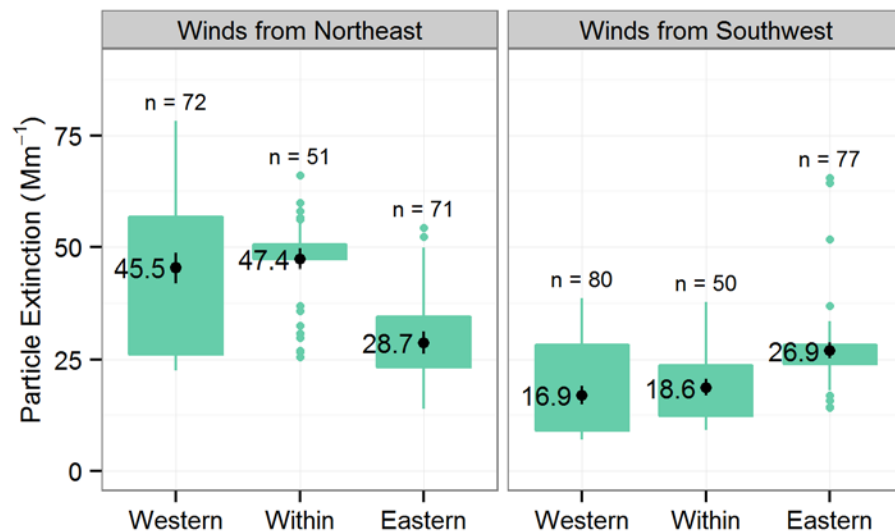 Winds from Northeast
Winds from Southwest
Particle Extinction (Mm⁻¹)
75
50
25
0
n = 72
n = 51
n = 71
45.5
47.4
28.7
n = 80
n = 50
n = 77
16.9
18.6
26.9
Western
Within
Eastern
Western
Within
Eastern